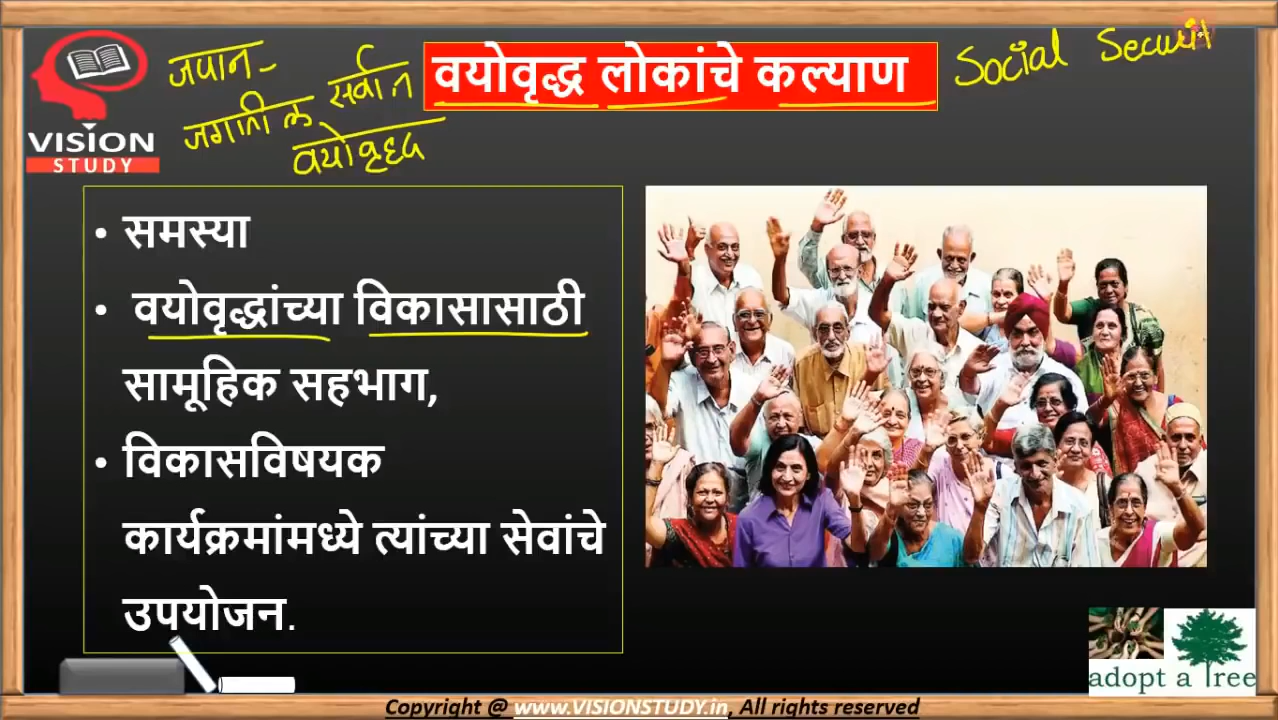 जपान -
जगातील सर्वात
वयोवृद्ध
वयोवृद्ध लोकांचे कल्याण
Social Securit
VISION
STUDY
• समस्या
• वयोवृद्धांच्या विकासासाठी
सामूहिक सहभाग,
• विकासविषयक
कार्यक्रमांमध्ये त्यांच्या सेवांचे
उपयोजन.
adopt a Tree
Copyright @ www.VISIONSTUDY.in, All rights reserved